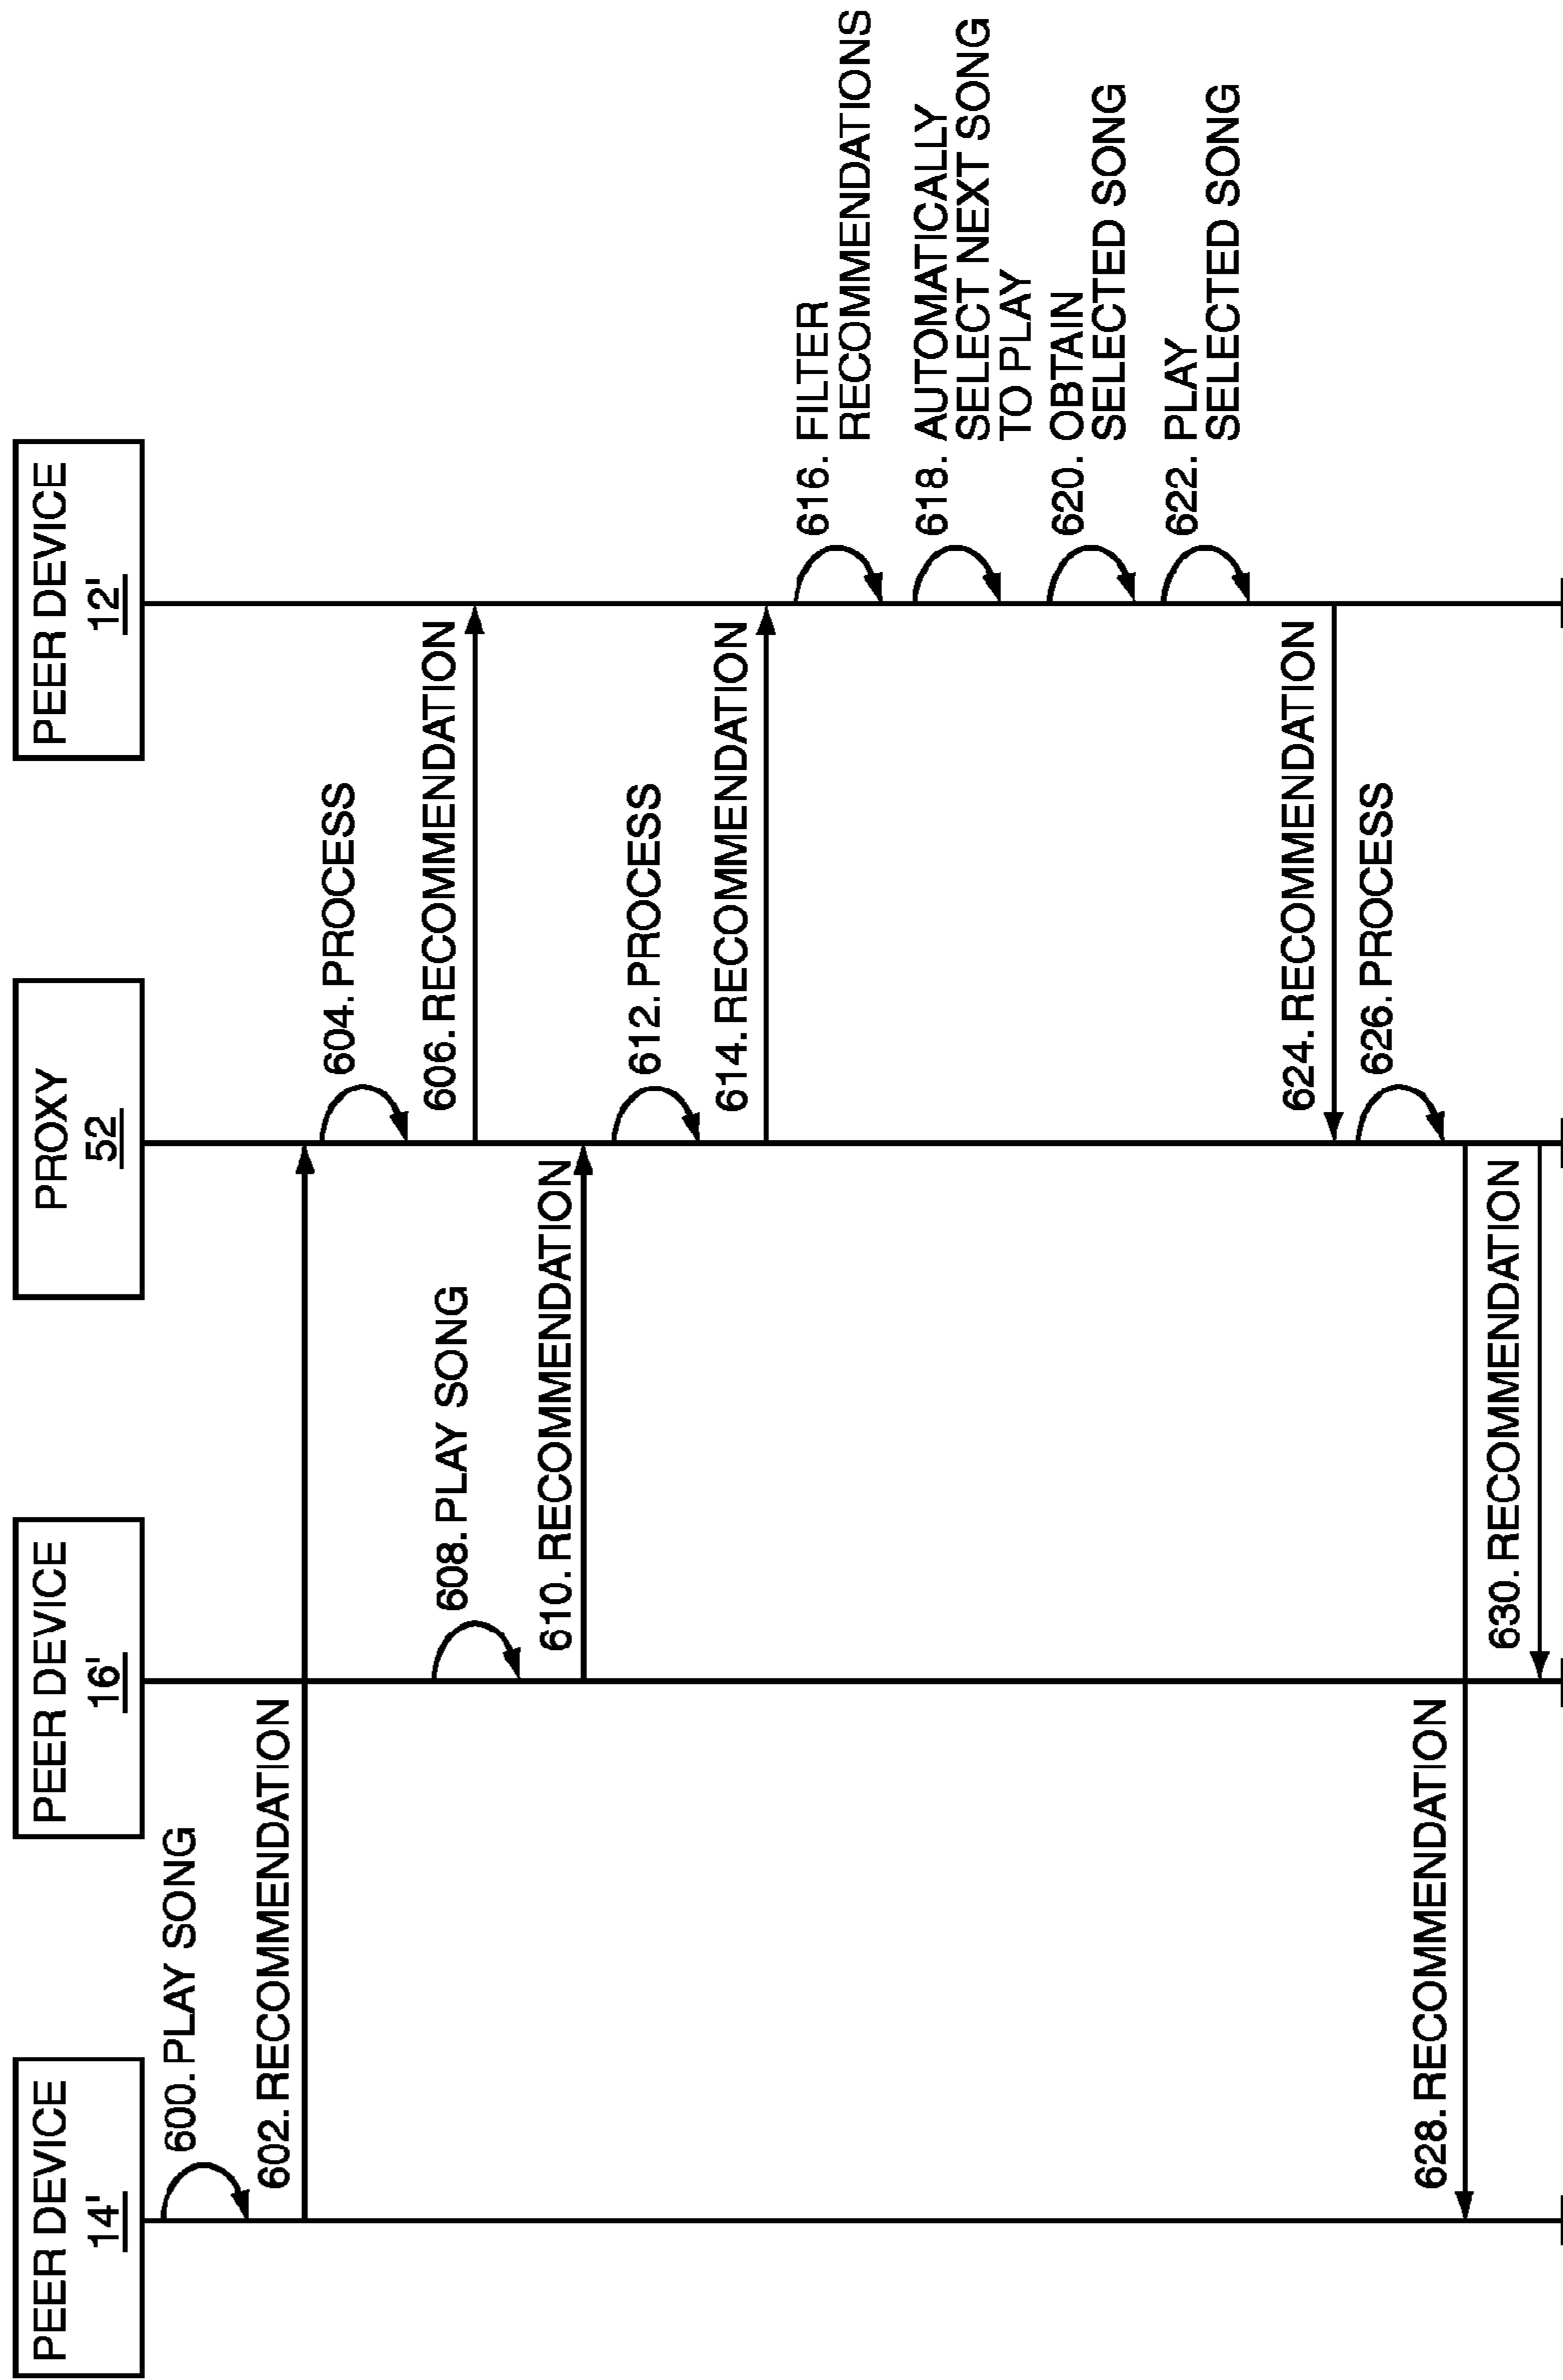 PEER DEVICE
14'
PEER DEVICE
16'
PROXY
52
PEER DEVICE
12'
600. PLAY SONG
602. RECOMMENDATION
604. PROCESS
606. RECOMMENDATION
608. PLAY SONG
610. RECOMMENDATION
612. PROCESS
614. RECOMMENDATION
616. FILTER
RECOMMENDATIONS
618. AUTOMATICALLY
SELECT NEXT SONG
TO PLAY
620. OBTAIN
SELECTED SONG
622. PLAY
SELECTED SONG
624. RECOMMENDATION
626. PROCESS
628. RECOMMENDATION
630. RECOMMENDATION